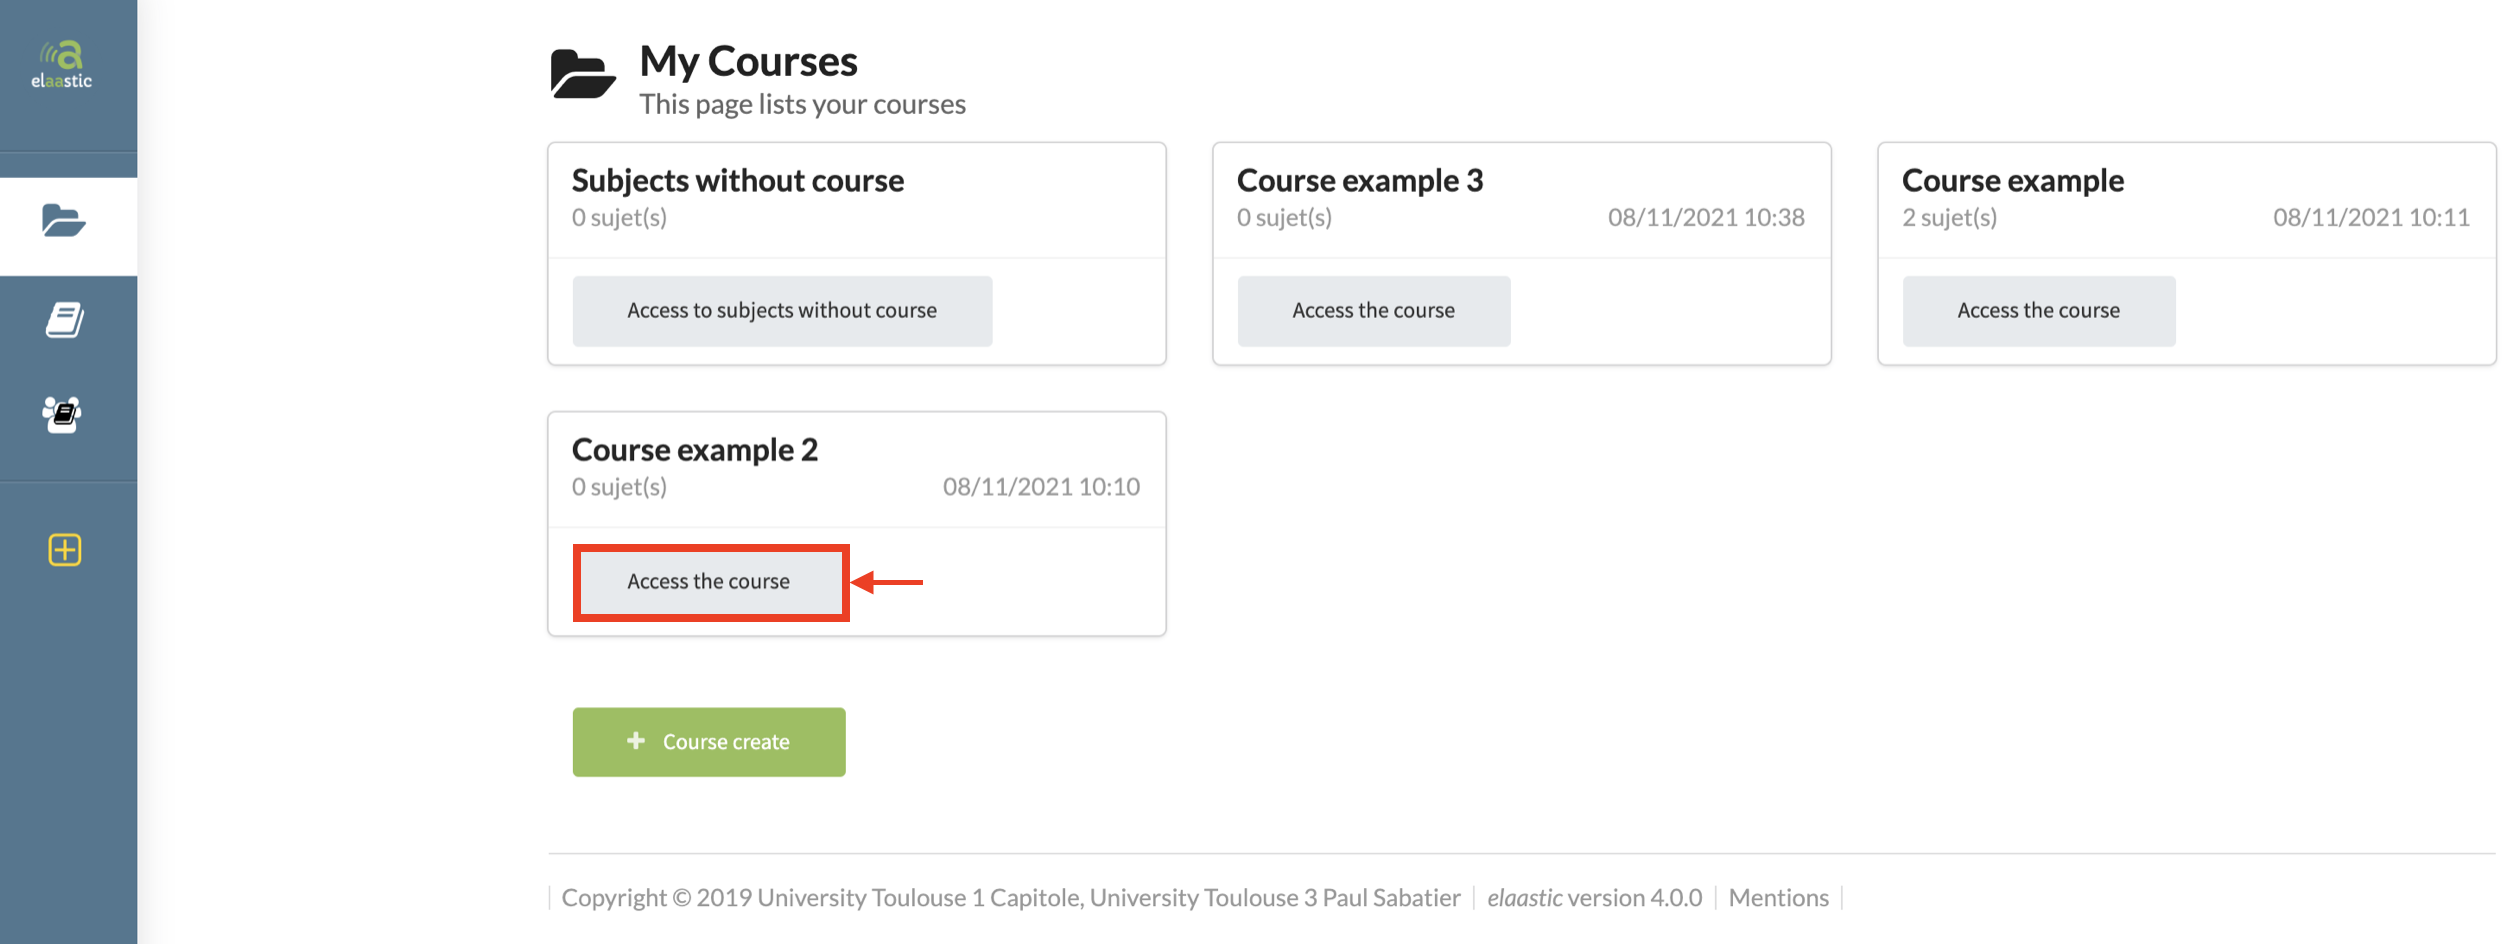 elaastic
My Courses
This page lists your courses
Subjects without course
0 sujet(s)
Access to subjects without course
Course example 3
0 sujet(s) 08/11/2021 10:38
Access the course
Course example
2 sujet(s) 08/11/2021 10:11
Access the course
Course example 2
0 sujet(s) 08/11/2021 10:10
Access the course
Course create
Copyright © 2019 University Toulouse 1 Capitole, University Toulouse 3 Paul Sabatier | elaastic version 4.0.0 | Mentions